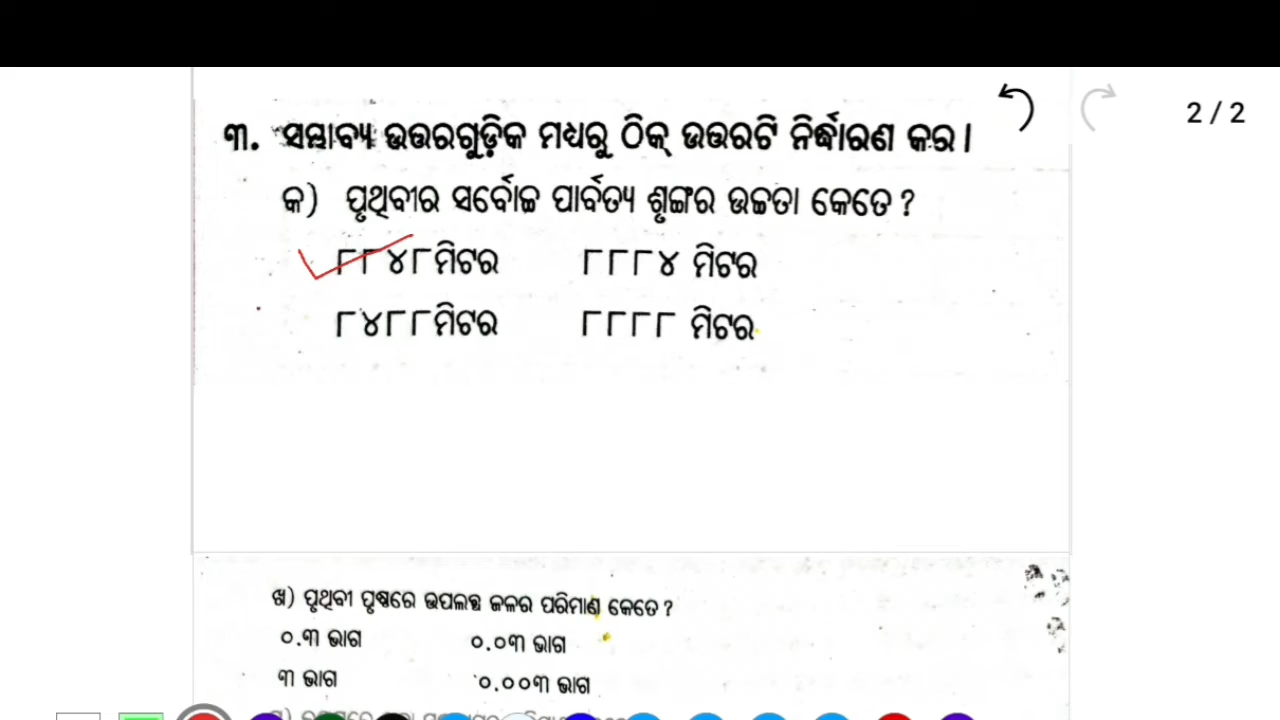 2 / 2
୩. ସମ୍ଭାବ୍ୟ ଉତ୍ତରଗୁଡ଼ିକ ମଧ୍ୟରୁ ଠିକ୍ ଉତ୍ତରଟି ନିର୍ଦ୍ଧାରଣ କର।
କ) ପୃଥିବୀର ସର୍ବୋଚ୍ଚ ପାର୍ବତ୍ୟ ଶୃଙ୍ଗର ଉଚ୍ଚତା କେତେ ?
୮୮୪୮ ମିଟର ୮୮୮୪ ମିଟର
୮୪୮୮ ମିଟର ୮୮୮୮ ମିଟର
ଖ) ପୃଥିବୀ ପୃଷ୍ଠରେ ଉପଲବ୍ଧ ଜଳର ପରିମାଣ କେତେ ?
୦.୩ ଭାଗ ୦.୦୩ ଭାଗ
୩ ଭାଗ ୦.୦୦୩ ଭାଗ